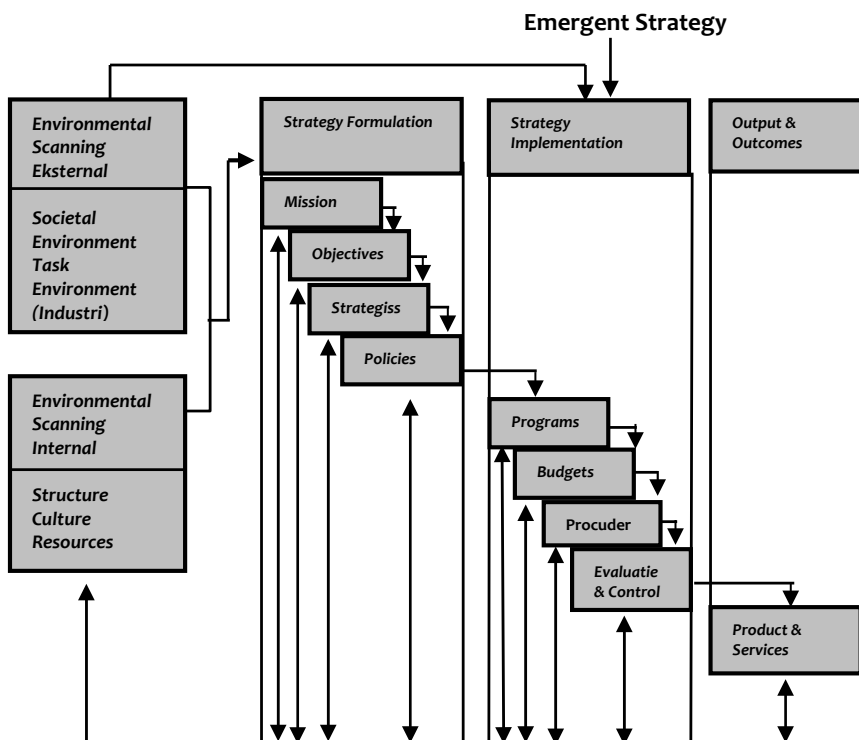 Emergent Strategy
Environmental
Scanning
Eksternal
Societal
Environment
Task
Environment
(Industri)
Environmental
Scanning
Internal
Structure
Culture
Resources
Strategy Formulation
Mission
Objectives
Strategiss
Policies
Strategy
Implementation
Programs
Budgets
Procuder
Evaluatie
& Control
Output &
Outcomes
Product &
Services